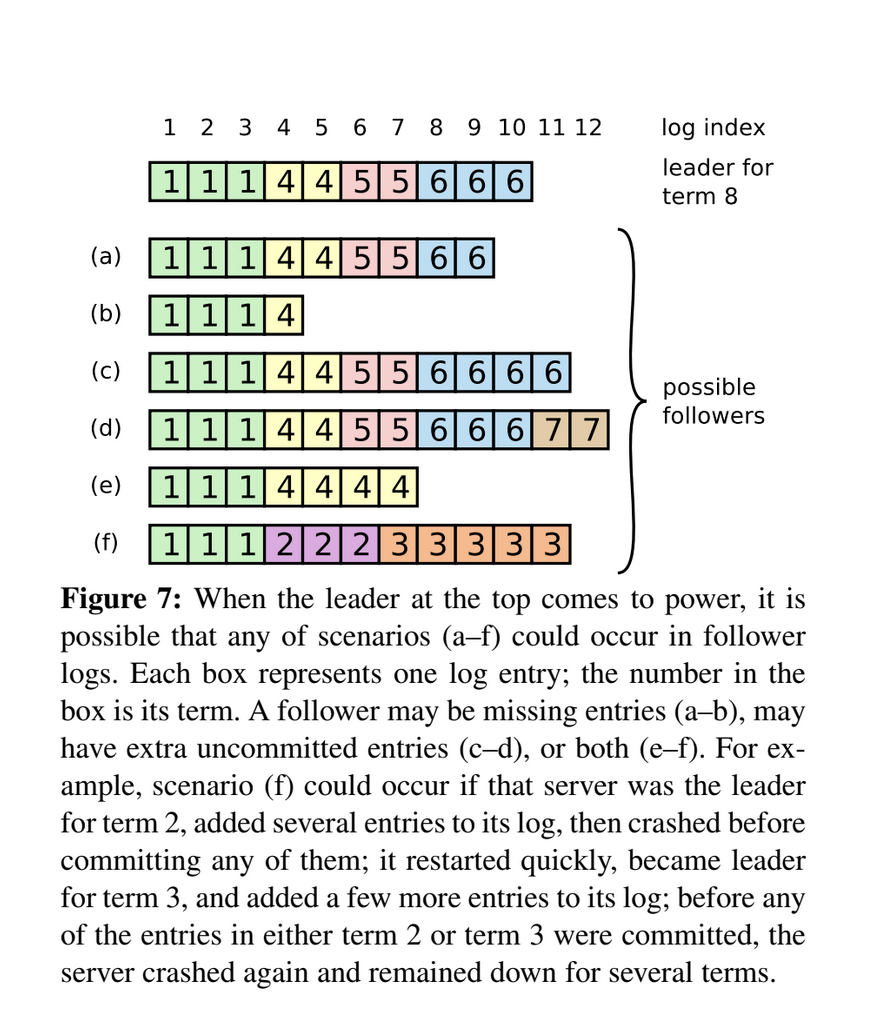 1 2 3 4 5 6 7 8 9 10 11 12 log index
1 1 1 4 4 5 5 6 6 6 leader for
term 8
(a) 1 1 1 4 4 5 5 6 6
(b) 1 1 1 4
(c) 1 1 1 4 4 5 5 6 6 6 6
possible
followers
(d) 1 1 1 4 4 5 5 6 6 6 7 7
(e) 1 1 1 4 4 4 4
(f) 1 1 1 2 2 2 3 3 3 3 3
Figure 7: When the leader at the top comes to power, it is
possible that any of scenarios (a–f) could occur in follower
logs. Each box represents one log entry; the number in the
box is its term. A follower may be missing entries (a–b), may
have extra uncommitted entries (c–d), or both (e–f). For ex-
ample, scenario (f) could occur if that server was the leader
for term 2, added several entries to its log, then crashed before
committing any of them; it restarted quickly, became leader
for term 3, and added a few more entries to its log; before any
of the entries in either term 2 or term 3 were committed, the
server crashed again and remained down for several terms.